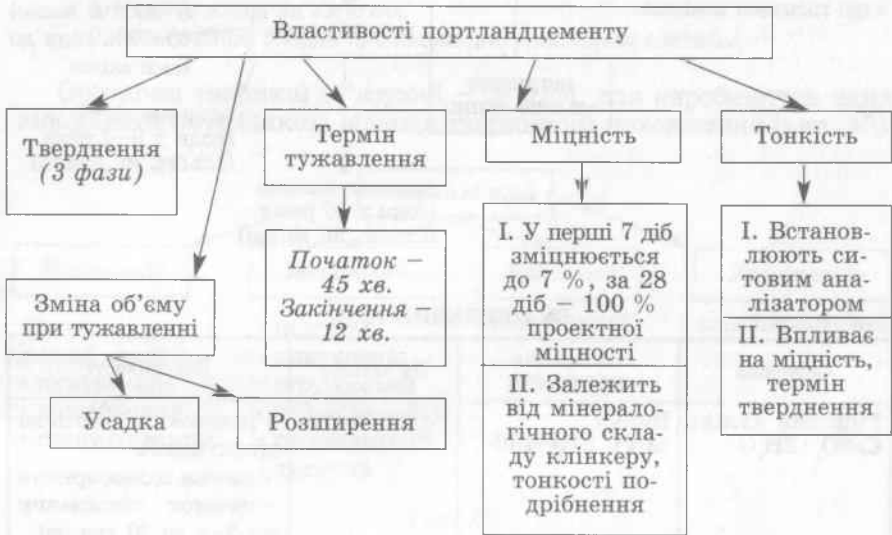 Властивості портландцементу
Тверднення
(3 фази)
Термін
тужавлення
Міцність
Тонкість
Зміна об’єму
при тужавленні
Початок –
45 хв.
Закінчення –
12 хв.
І. У перші 7 діб
зміцнюється
до 7 %, за 28
діб – 100 %
проектної
міцності
ІІ. Залежить
від мінерало-
гічного скла-
ду клінкеру,
тонкості по-
дрібнення
І. Встанов-
люють си-
товим ана-
лізатором
ІІ. Впливає
на міцність,
термін
тверднення
Усадка
Розширення